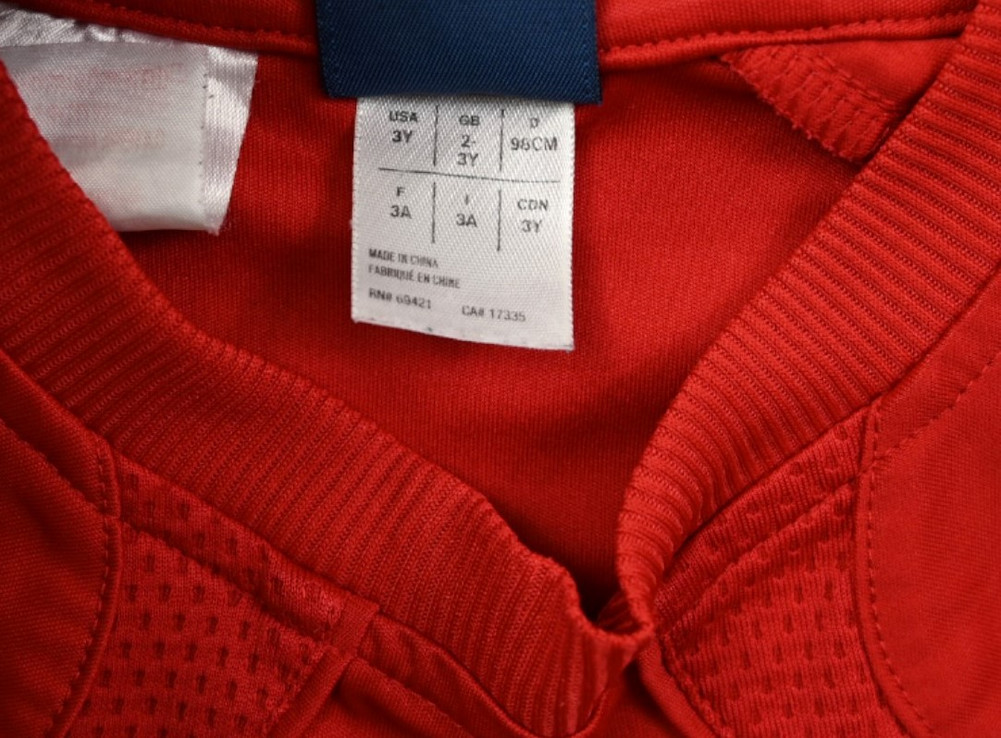 USA GB D
3Y 2-3Y 98CM
F I CDN
3A 3A 3Y
MADE IN CHINA
FABRIQUÉ EN CHINE
RN# 69421 CA# 17335